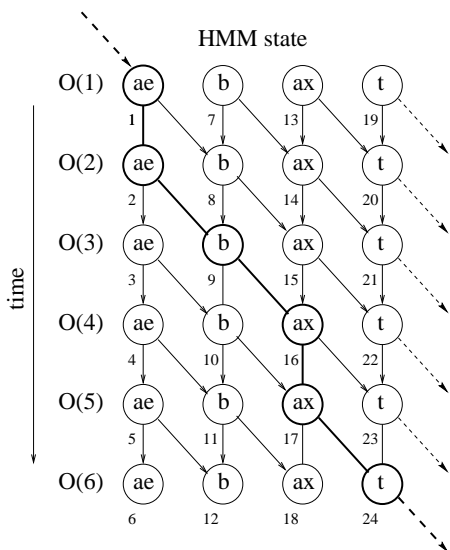 HMM state
O(1) ae b ax t
1 7 13 19
O(2) ae b ax t
2 8 14 20
O(3) ae b ax t
3 9 15 21
time
O(4) ae b ax t
4 10 16 22
O(5) ae b ax t
5 11 17 23
O(6) ae b ax t
6 12 18 24